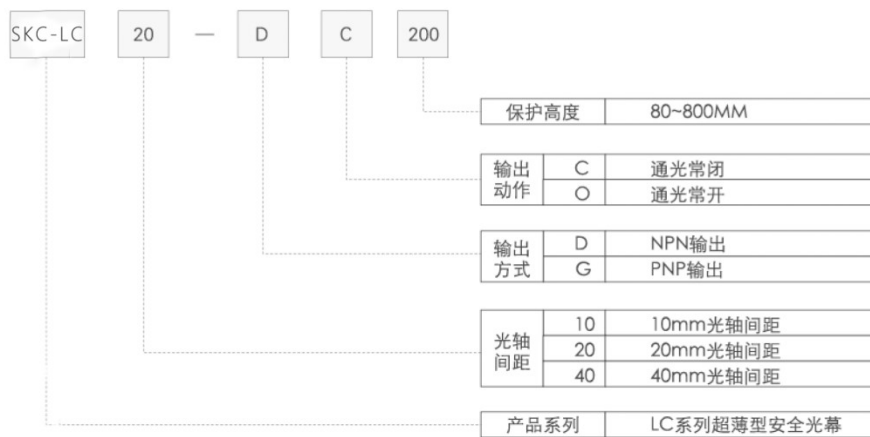 SKC-LC 20 — D C 200
保护高度 80~800MM
输出动作 C 通光常闭
O 通光常开
输出方式 D NPN输出
G PNP输出
光轴间距 10 10mm光轴间距
20 20mm光轴间距
40 40mm光轴间距
产品系列 LC系列超薄型安全光幕